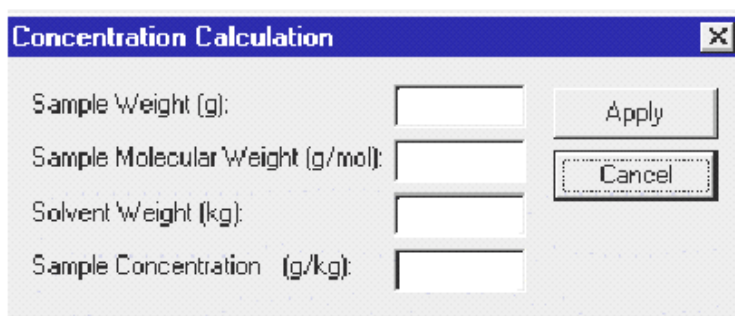 Concentration Calculation
Sample Weight (g):
Apply
Sample Molecular Weight (g/mol):
Cancel
Solvent Weight (kg):
Sample Concentration (g/kg):